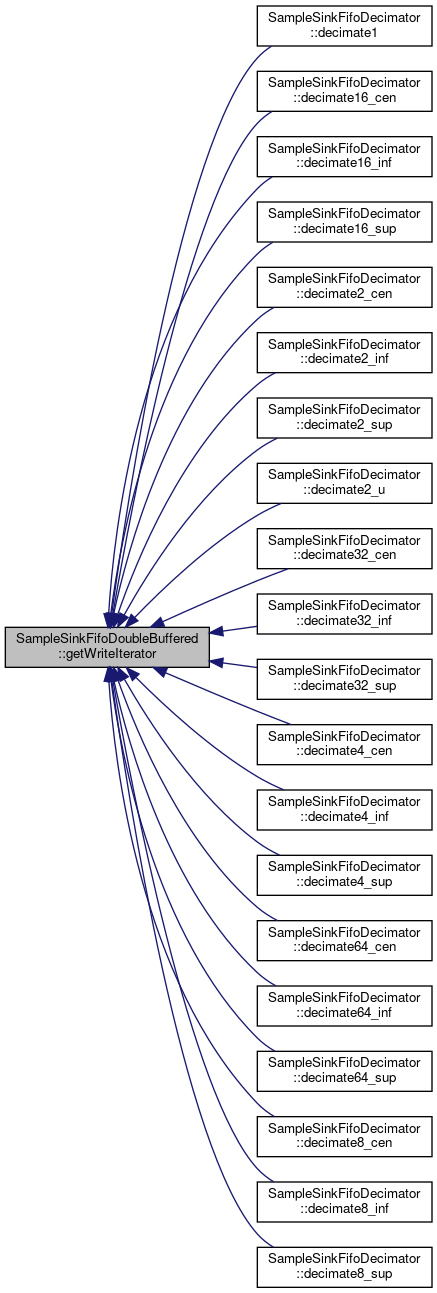 SampleSinkFifoDecimator
::decimate1
SampleSinkFifoDecimator
::decimate16_cen
SampleSinkFifoDecimator
::decimate16_inf
SampleSinkFifoDecimator
::decimate16_sup
SampleSinkFifoDecimator
::decimate2_cen
SampleSinkFifoDecimator
::decimate2_inf
SampleSinkFifoDecimator
::decimate2_sup
SampleSinkFifoDecimator
::decimate2_u
SampleSinkFifoDecimator
::decimate32_cen
SampleSinkFifoDecimator
::decimate32_inf
SampleSinkFifoDoubleBuffered
::getWriteIterator
SampleSinkFifoDecimator
::decimate32_sup
SampleSinkFifoDecimator
::decimate4_cen
SampleSinkFifoDecimator
::decimate4_inf
SampleSinkFifoDecimator
::decimate4_sup
SampleSinkFifoDecimator
::decimate64_cen
SampleSinkFifoDecimator
::decimate64_inf
SampleSinkFifoDecimator
::decimate64_sup
SampleSinkFifoDecimator
::decimate8_cen
SampleSinkFifoDecimator
::decimate8_inf
SampleSinkFifoDecimator
::decimate8_sup